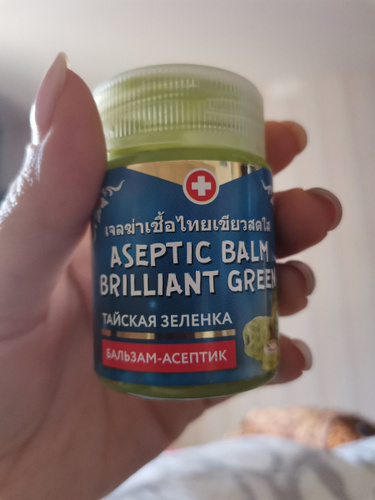 เจลฆ่าเชื้อไทยเขียวสดใส
ASEPTIC BALM
BRILLIANT GREEN
ТАЙСКАЯ ЗЕЛЕНКА
БАЛЬЗАМ-АСЕПТИК